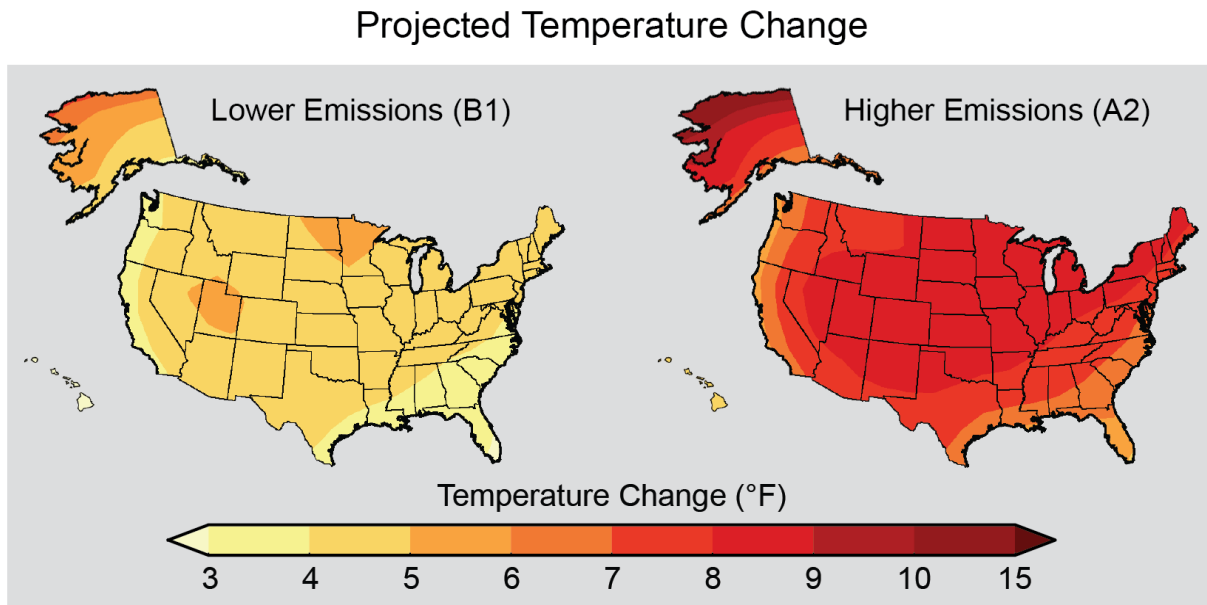 Projected Temperature Change
Lower Emissions (B1)
Higher Emissions (A2)
Temperature Change (°F)
3 4 5 6 7 8 9 10 15